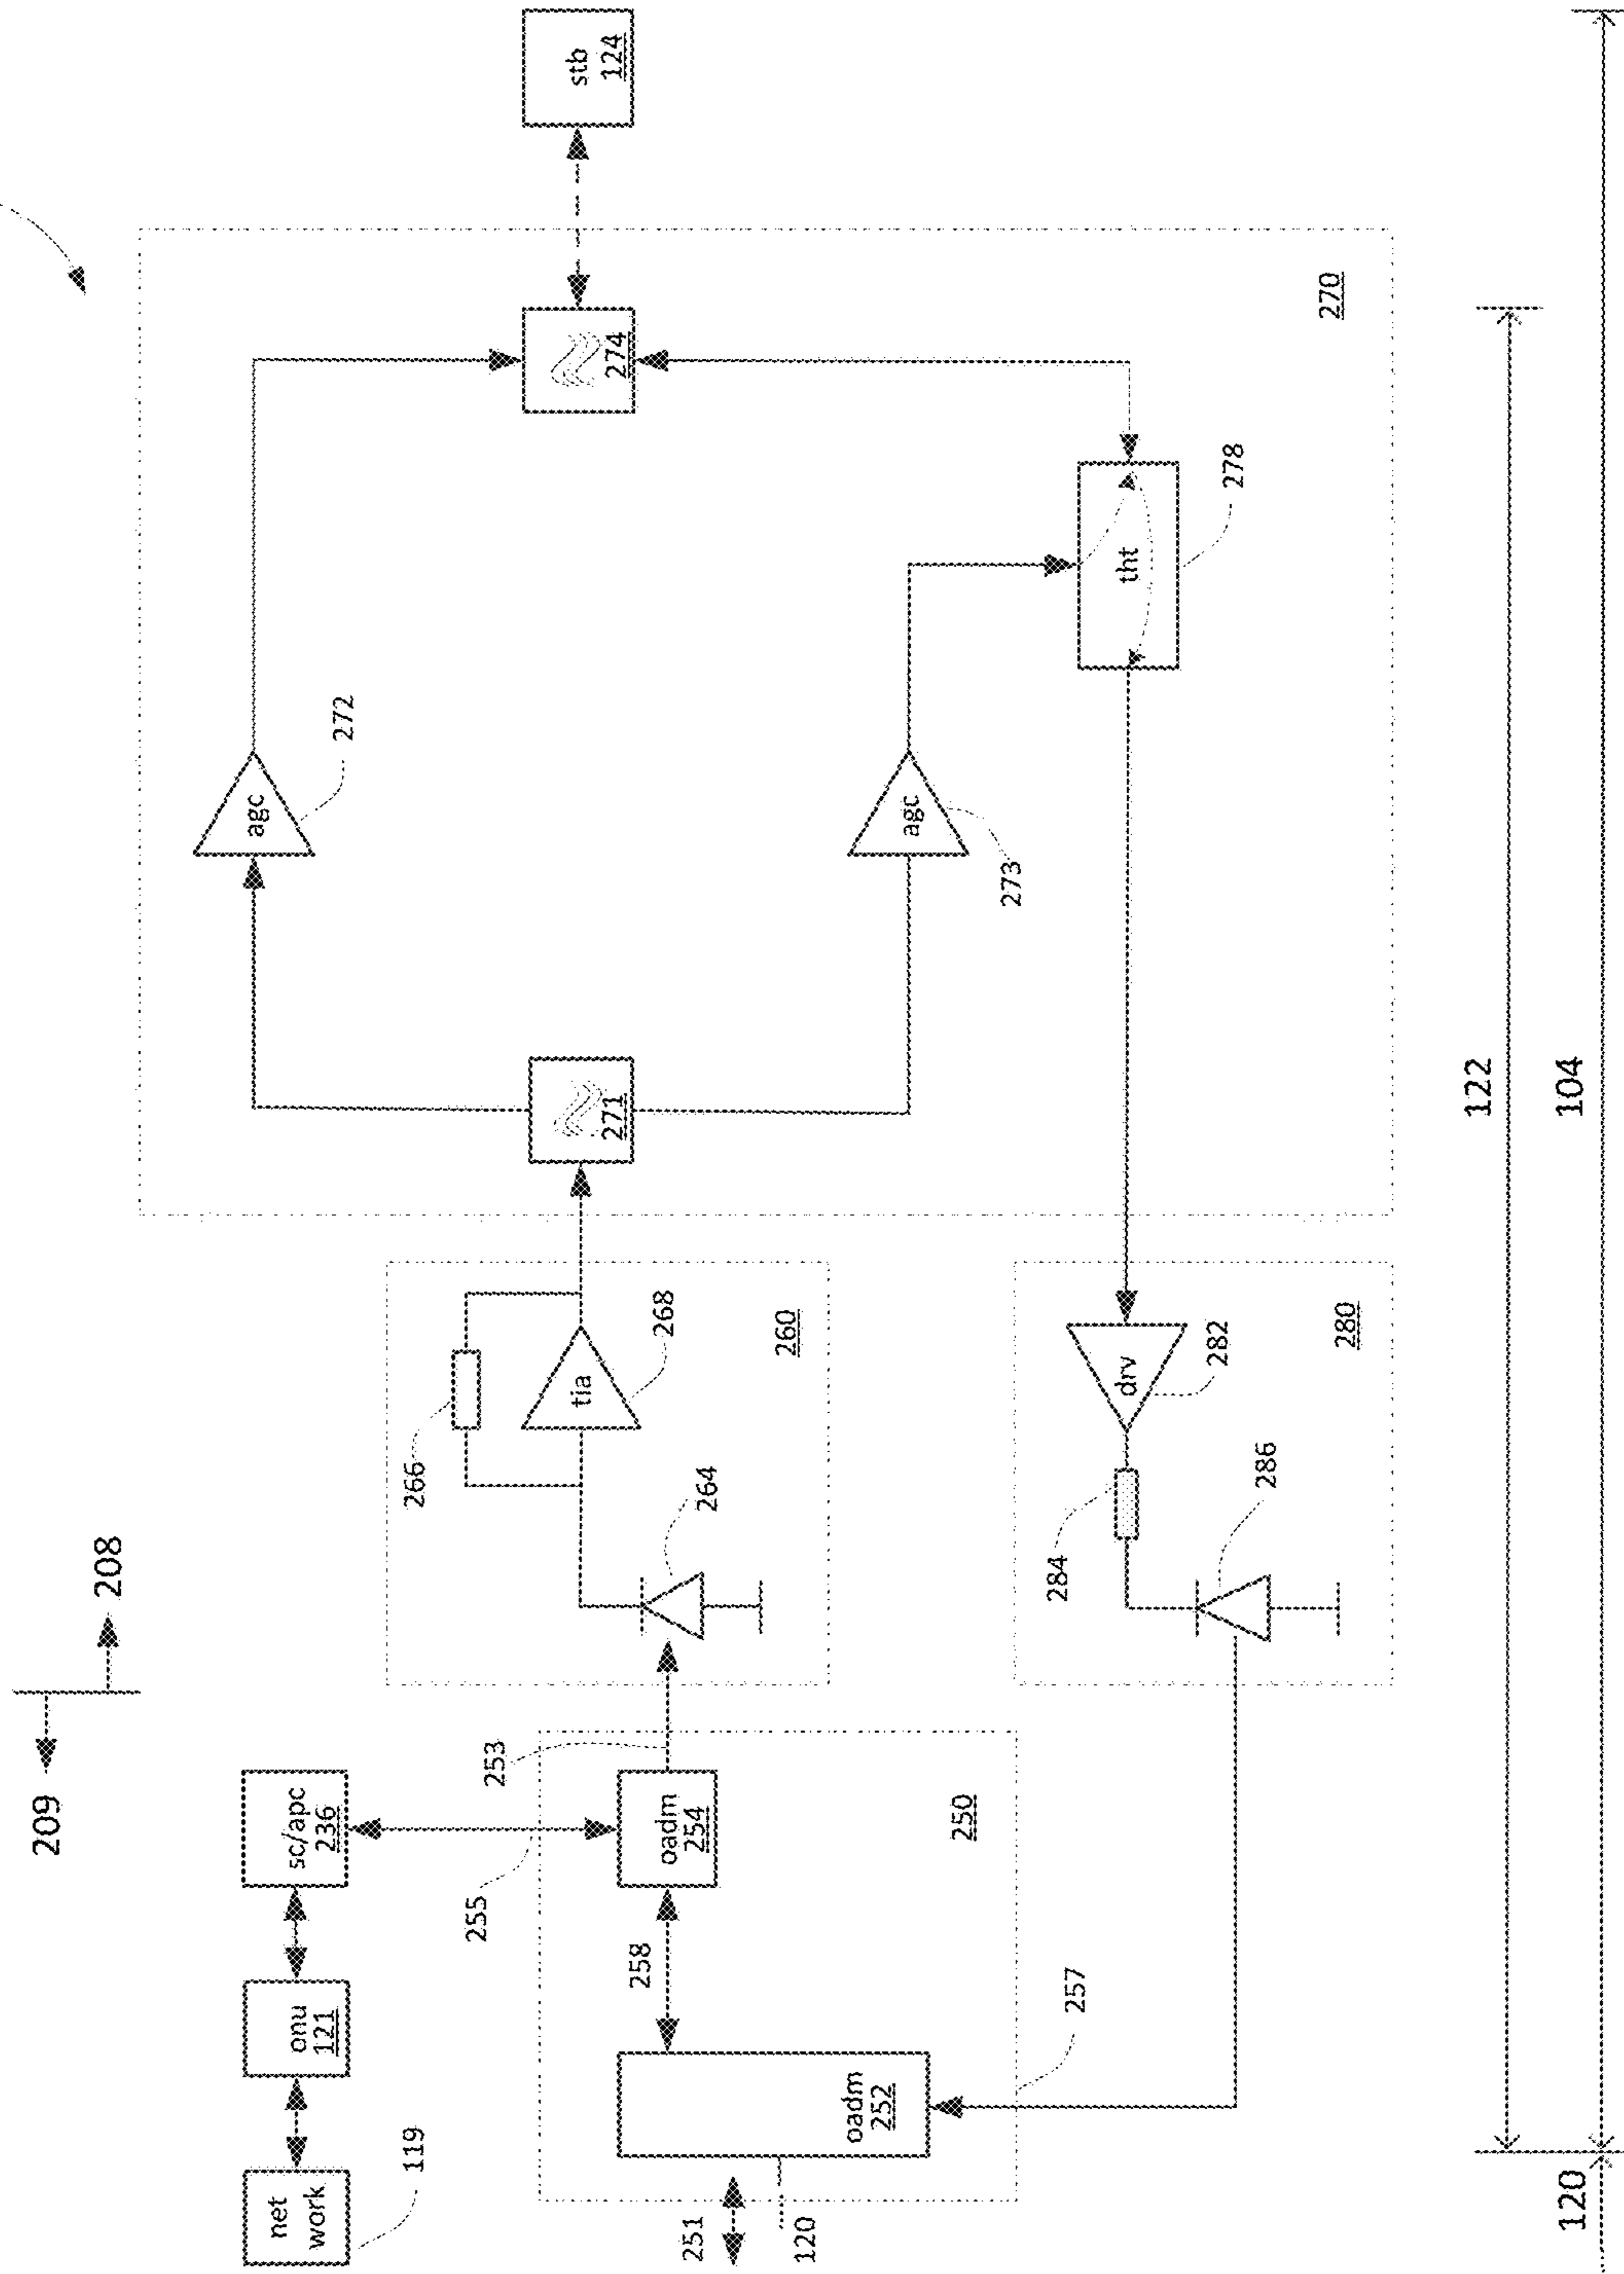 209
208
net
work
119
onu
121
sc/apc
236
255
253
251
120
oadm
252
258
oadm
254
250
257
266
264
tia
268
260
284
286
drv
282
280
271
agc
272
agc
273
274
tht
278
270
stb
124
122
104
120